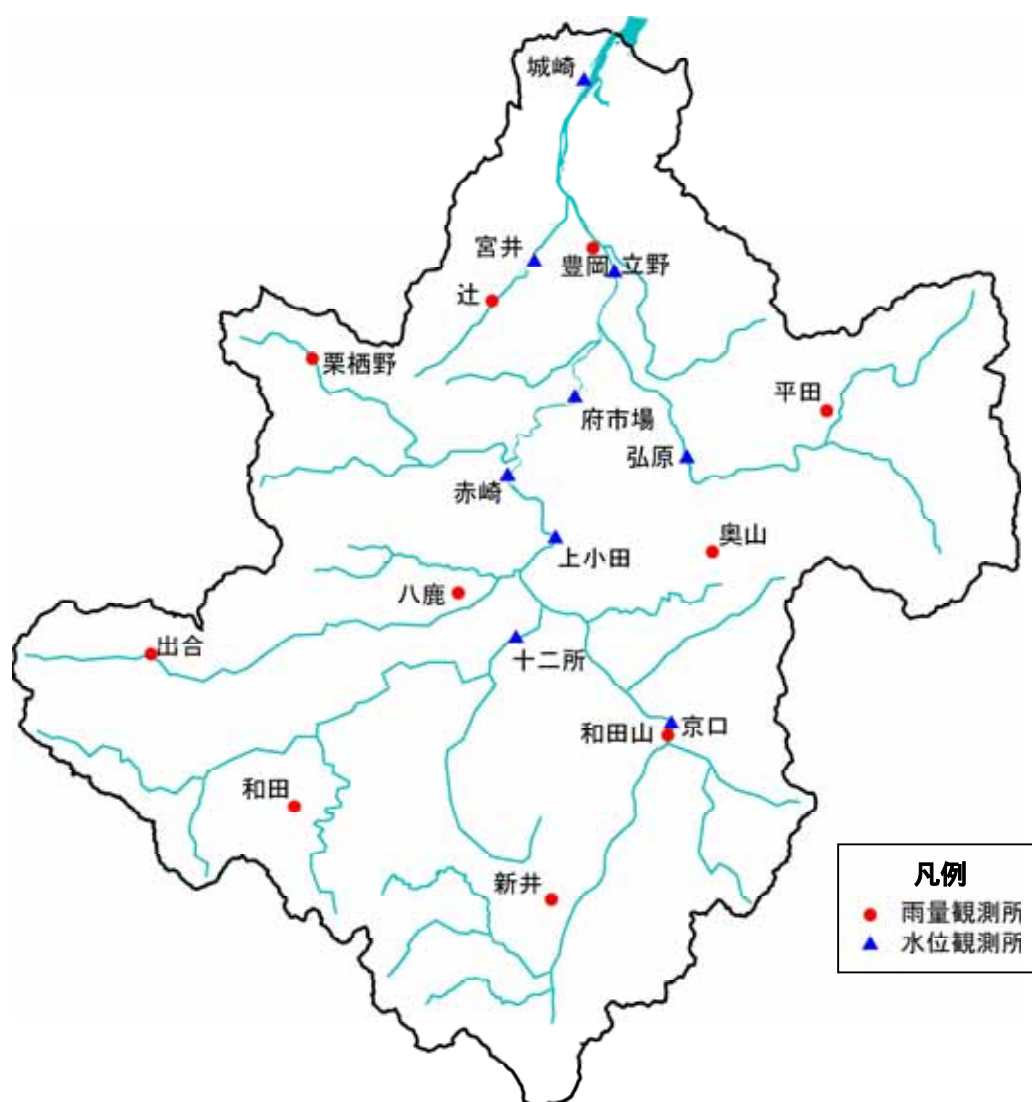 城崎
宮井
豊岡
立野
辻
栗栖野
平田
府市場
弘原
赤崎
奥山
上小田
八鹿
出合
十二所
和田山
京口
和田
新井
凡例
雨量観測所
水位観測所